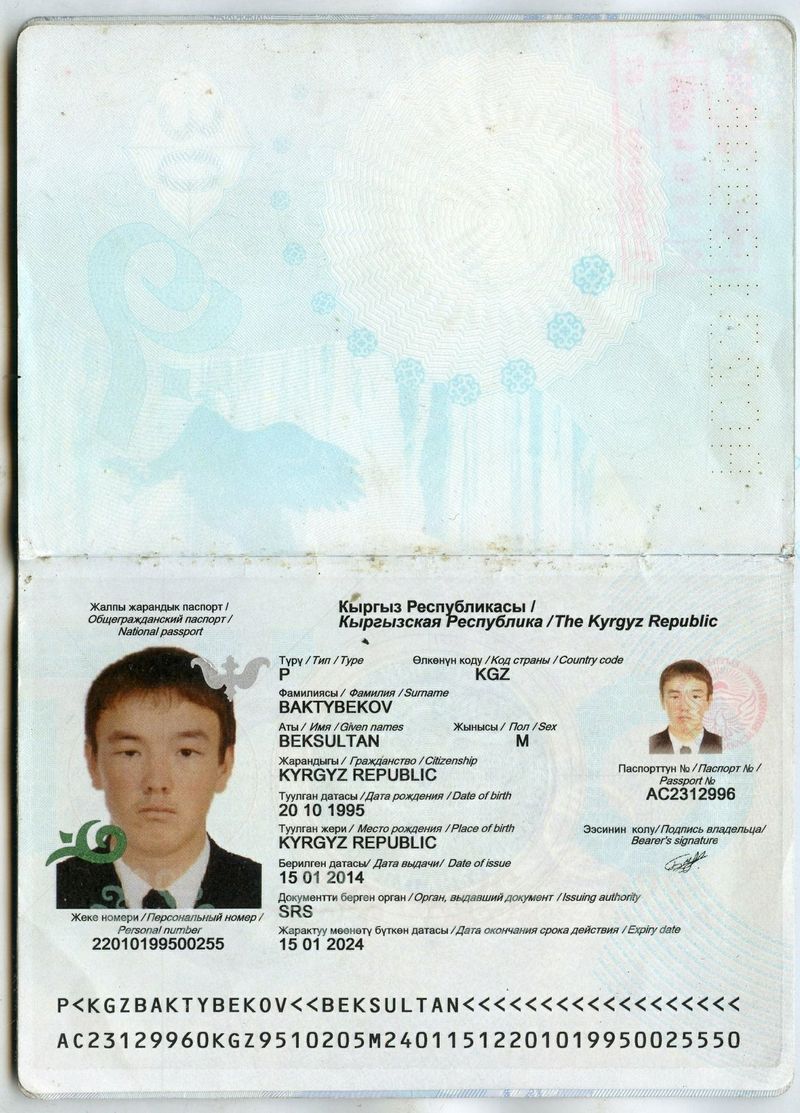 Жалпы жарандык паспорт /
Общегражданский паспорт /
National passport
Кыргыз Республикасы /
Кыргызская Республика / The Kyrgyz Republic
Түрү / Тип / Type
P
Өлкөнүн коду / Код страны / Country code
KGZ
Фамилиясы / Фамилия / Surname
BAKTYBEKOV
Аты / Имя / Given names
BEKSULTAN
Жынысы / Пол / Sex
M
Жарандыгы / Гражданство / Citizenship
KYRGYZ REPUBLIC
Туулган датасы / Дата рождения / Date of birth
20 10 1995
Туулган жери / Место рождения / Place of birth
KYRGYZ REPUBLIC
Берилген датасы/ Дата выдачи/ Date of issue
15 01 2014
Документти берген орган / Орган, выдавший документ / Issuing authority
SRS
Жарактуу мөөнөтү бүткөн датасы / Дата окончания срока действия / Expiry date
15 01 2024
Паспорттун № / Паспорт № /
Passport №
AC2312996
Ээсинин колу / Подпись владельца/
Bearer's signature
Жеке номери / Персональный номер /
Personal number
22010199500255
P<KGZBAKTYBEKOV<<BEKSULTAN<<<<<<<<<<<<<<<<<<
AC23129960KGZ9510205M24011512201019950025550